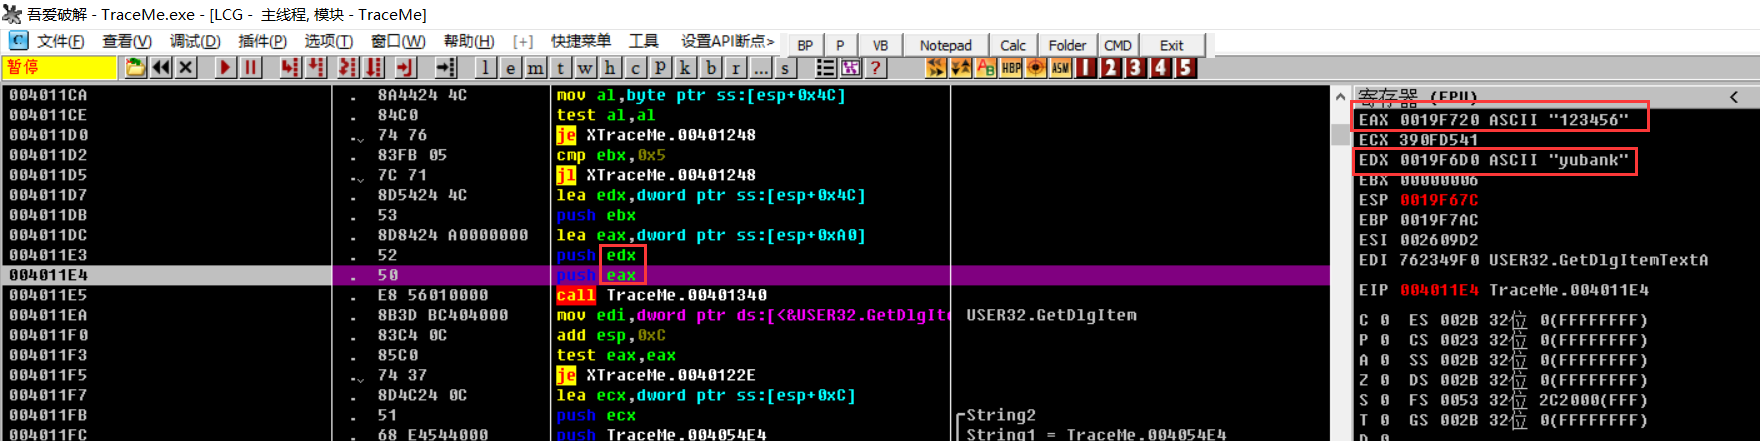 吾爱破解 - TraceMe.exe - [LCG - 主线程, 模块 - TraceMe]
C 文件(F) 查看(V) 调试(D) 插件(P) 选项(T) 窗口(W) 帮助(H) [+] 快捷菜单 工具 设置API断点> BP P VB Notepad Calc Folder CMD Exit
暂停 l e m t w h c p k b r ... s ? AB HBP ASM 1 2 3 4 5
寄存器 (FPU) <
004011CA . 8A4424 4C mov al,byte ptr ss:[esp+0x4C]
004011CE . 84C0 test al,al
004011D0 . 74 76 je XTraceMe.00401248
004011D2 . 83FB 05 cmp ebx,0x5
004011D5 . 7C 71 jl XTraceMe.00401248
004011D7 . 8D5424 4C lea edx,dword ptr ss:[esp+0x4C]
004011DB . 53 push ebx
004011DC . 8D8424 A0000000 lea eax,dword ptr ss:[esp+0xA0]
004011E3 . 52 push edx
004011E4 . 50 push eax
004011E5 . E8 56010000 call TraceMe.00401340
004011EA . 8B3D BC404000 mov edi,dword ptr ds:[<&USER32.GetDlgIte USER32.GetDlgItem
004011F0 . 83C4 0C add esp,0xC
004011F3 . 85C0 test eax,eax
004011F5 . 74 37 je XTraceMe.0040122E
004011F7 . 8D4C24 0C lea ecx,dword ptr ss:[esp+0xC]
004011FB . 51 push ecx String2
004011FC . 68 E4544000 push TraceMe.004054E4 String1 = TraceMe.004054E4
EAX 0019F720 ASCII "123456"
ECX 390FD541
EDX 0019F6D0 ASCII "yubank"
EBX 00000006
ESP 0019F67C
EBP 0019F7AC
ESI 002609D2
EDI 762349F0 USER32.GetDlgItemTextA
EIP 004011E4 TraceMe.004011E4
C 0 ES 002B 32位 0(FFFFFFFF)
P 0 CS 0023 32位 0(FFFFFFFF)
A 0 SS 002B 32位 0(FFFFFFFF)
Z 0 DS 002B 32位 0(FFFFFFFF)
S 0 FS 0053 32位 2C2000(FFF)
T 0 GS 002B 32位 0(FFFFFFFF)